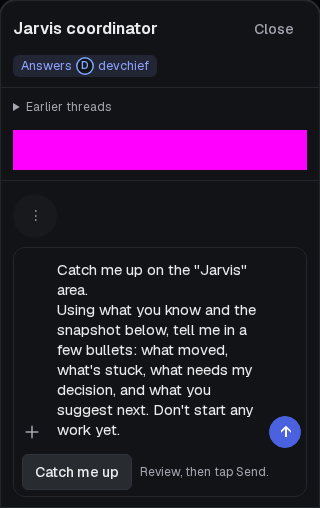 Jarvis coordinator
Close
Answers D devchief
Earlier threads
Catch me up on the "Jarvis"
area.
Using what you know and the
snapshot below, tell me in a
few bullets: what moved,
what's stuck, what needs my
decision, and what you
suggest next. Don't start any
work yet.
Catch me up
Review, then tap Send.